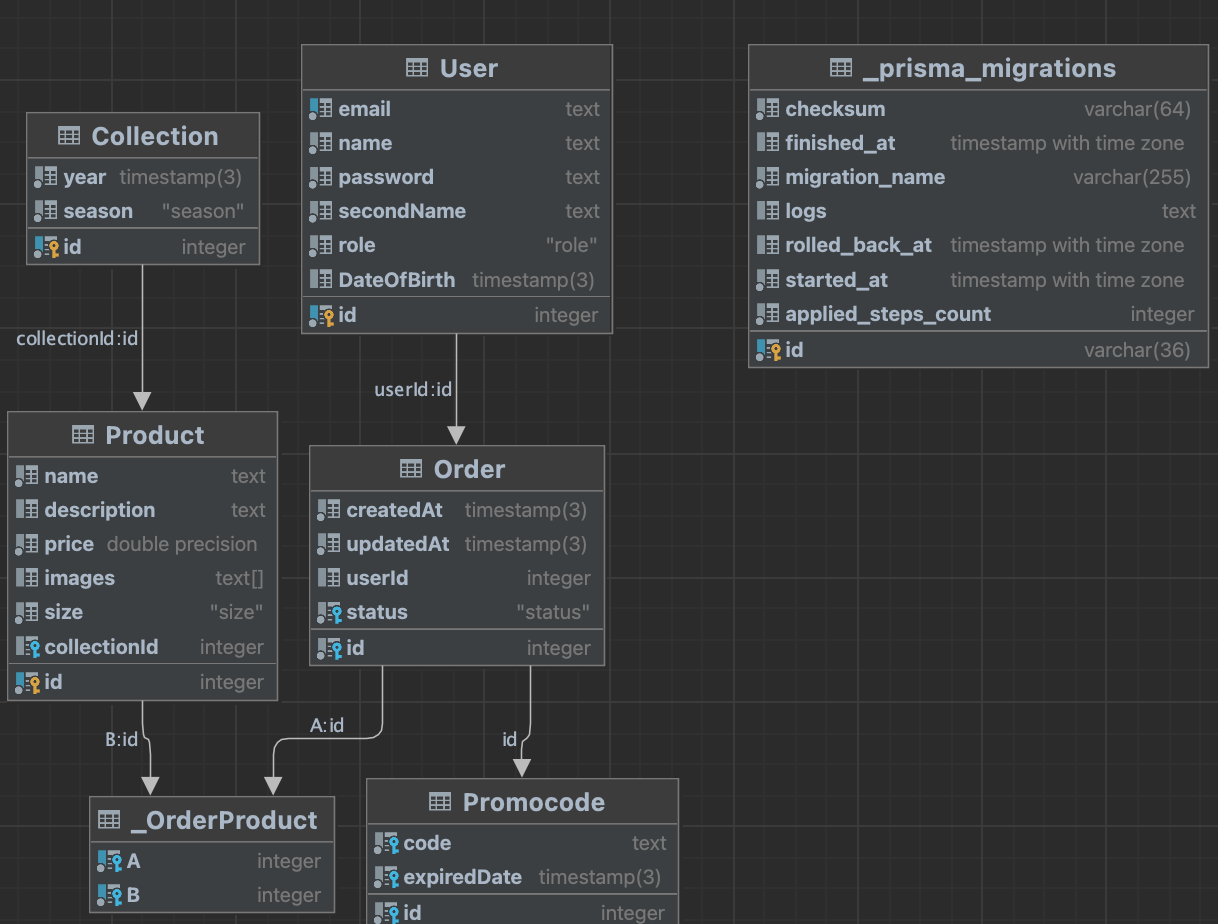 Collection
year timestamp(3)
season "season"
id integer
collectionId:id
User
email text
name text
password text
secondName text
role "role"
DateOfBirth timestamp(3)
id integer
userId:id
_prisma_migrations
checksum varchar(64)
finished_at timestamp with time zone
migration_name varchar(255)
logs text
rolled_back_at timestamp with time zone
started_at timestamp with time zone
applied_steps_count integer
id varchar(36)
Product
name text
description text
price double precision
images text[]
size "size"
collectionId integer
id integer
B:id
Order
createdAt timestamp(3)
updatedAt timestamp(3)
userId integer
status "status"
id integer
A:id
id
_OrderProduct
A integer
B integer
Promocode
code text
expiredDate timestamp(3)
id integer